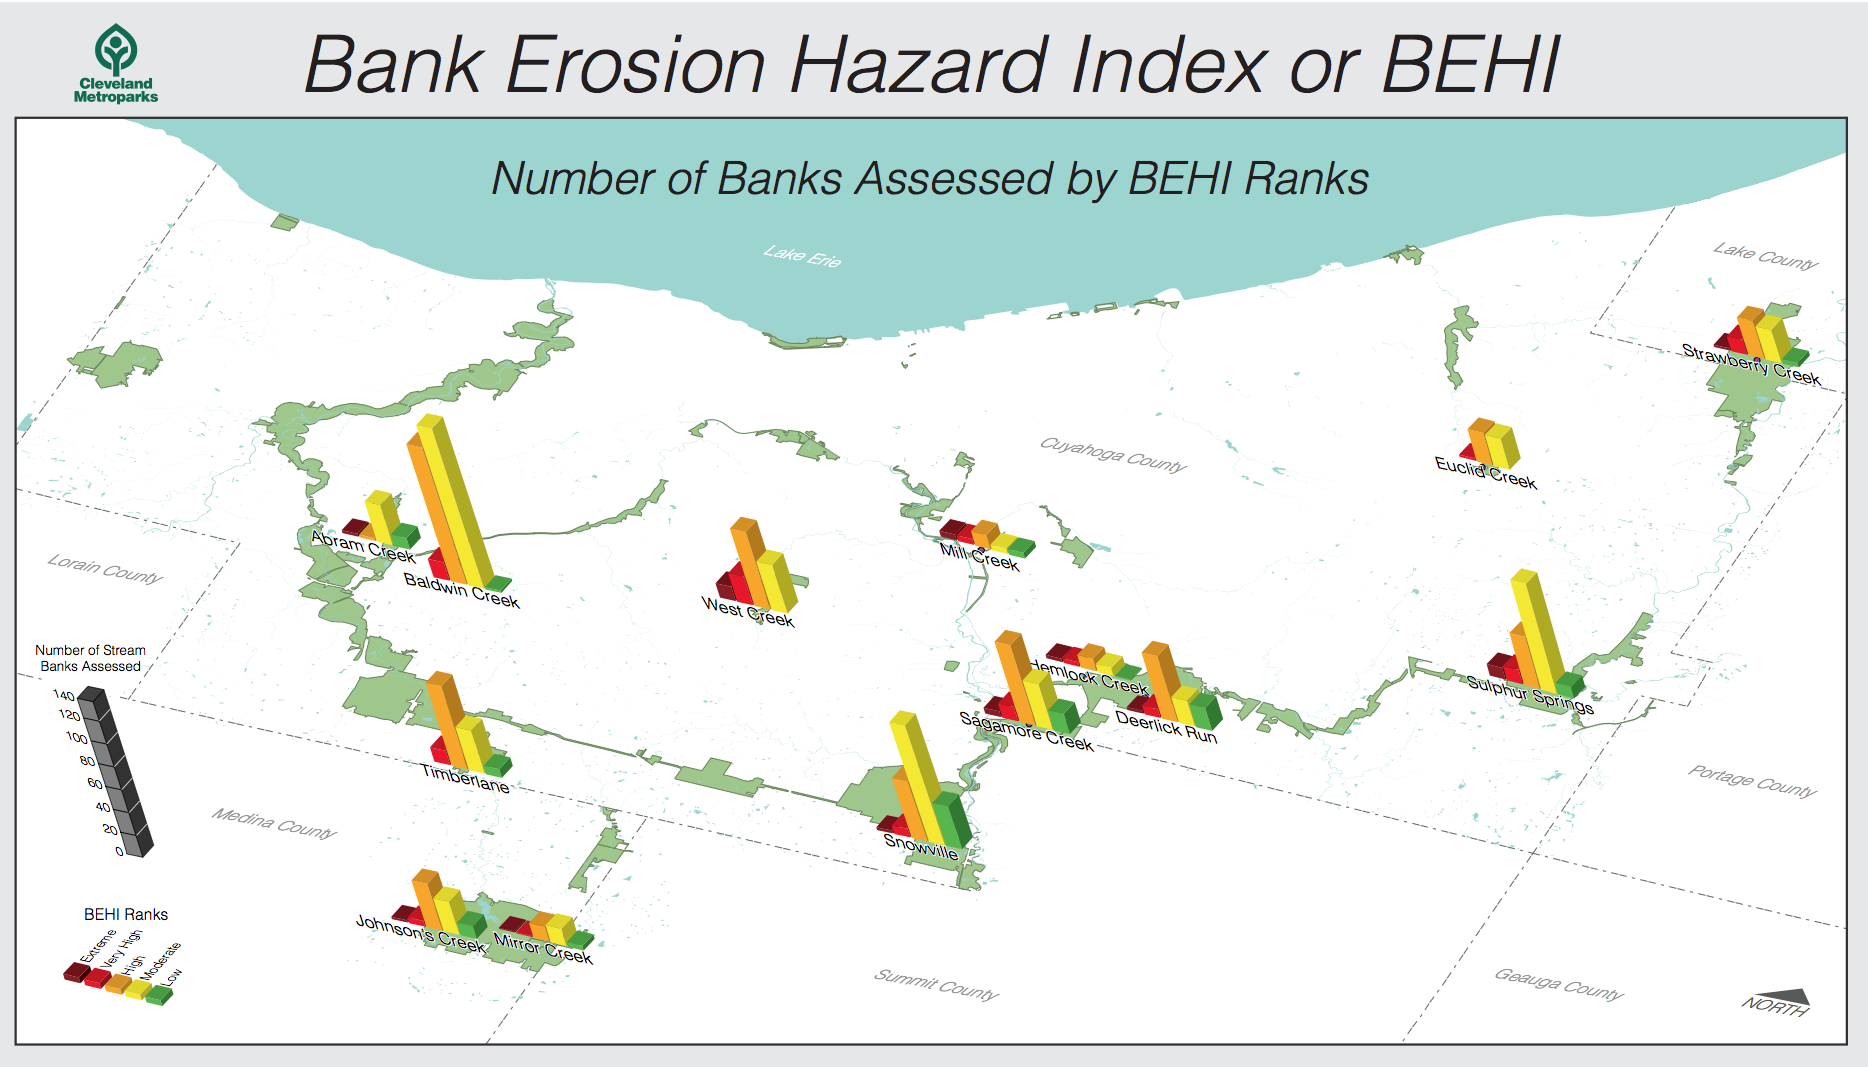 Cleveland
Metroparks
Bank Erosion Hazard Index or BEHI
Number of Banks Assessed by BEHI Ranks
Lake Erie
Lake County
Strawberry Creek
Cuyahoga County
Euclid Creek
Abram Creek
Baldwin Creek
Lorain County
West Creek
Mill Creek
Hemlock Creek
Sagamore Creek
Deerlick Run
Sulphur Springs
Timberlane
Snowville
Portage County
Medina County
Johnson's Creek
Mirror Creek
Summit County
Geauga County
NORTH
Number of Stream
Banks Assessed
140
120
100
80
60
40
20
0
BEHI Ranks
Extreme
Very High
High
Moderate
Low